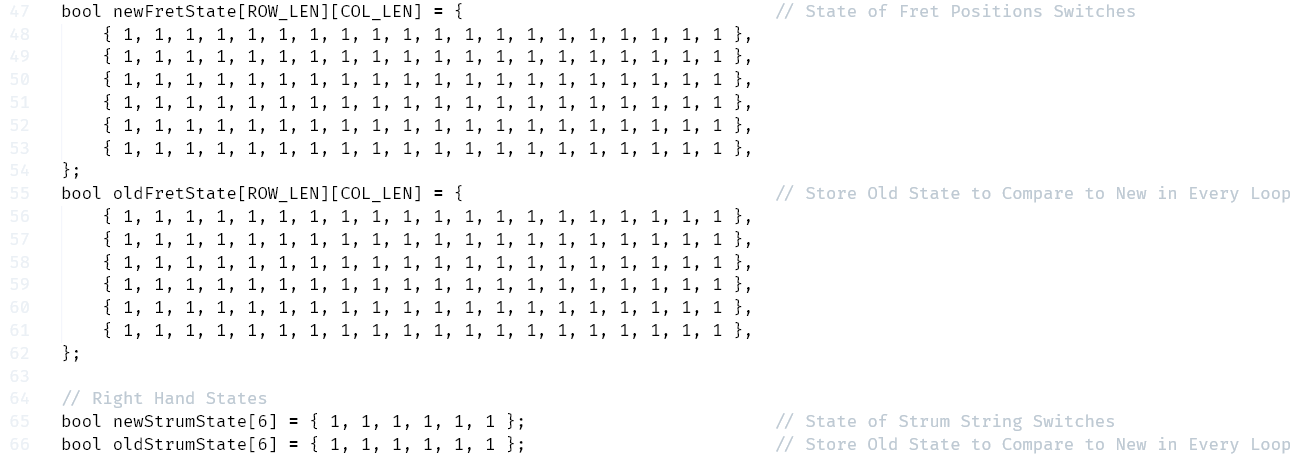 47 bool newFretState[ROW_LEN][COL_LEN] = { // State of Fret Positions Switches
48 { 1, 1, 1, 1, 1, 1, 1, 1, 1, 1, 1, 1, 1, 1, 1, 1, 1, 1, 1, 1 },
49 { 1, 1, 1, 1, 1, 1, 1, 1, 1, 1, 1, 1, 1, 1, 1, 1, 1, 1, 1, 1 },
50 { 1, 1, 1, 1, 1, 1, 1, 1, 1, 1, 1, 1, 1, 1, 1, 1, 1, 1, 1, 1 },
51 { 1, 1, 1, 1, 1, 1, 1, 1, 1, 1, 1, 1, 1, 1, 1, 1, 1, 1, 1, 1 },
52 { 1, 1, 1, 1, 1, 1, 1, 1, 1, 1, 1, 1, 1, 1, 1, 1, 1, 1, 1, 1 },
53 { 1, 1, 1, 1, 1, 1, 1, 1, 1, 1, 1, 1, 1, 1, 1, 1, 1, 1, 1, 1 },
54 };
55 bool oldFretState[ROW_LEN][COL_LEN] = { // Store Old State to Compare to New in Every Loop
56 { 1, 1, 1, 1, 1, 1, 1, 1, 1, 1, 1, 1, 1, 1, 1, 1, 1, 1, 1, 1 },
57 { 1, 1, 1, 1, 1, 1, 1, 1, 1, 1, 1, 1, 1, 1, 1, 1, 1, 1, 1, 1 },
58 { 1, 1, 1, 1, 1, 1, 1, 1, 1, 1, 1, 1, 1, 1, 1, 1, 1, 1, 1, 1 },
59 { 1, 1, 1, 1, 1, 1, 1, 1, 1, 1, 1, 1, 1, 1, 1, 1, 1, 1, 1, 1 },
60 { 1, 1, 1, 1, 1, 1, 1, 1, 1, 1, 1, 1, 1, 1, 1, 1, 1, 1, 1, 1 },
61 { 1, 1, 1, 1, 1, 1, 1, 1, 1, 1, 1, 1, 1, 1, 1, 1, 1, 1, 1, 1 },
62 };
63
64 // Right Hand States
65 bool newStrumState[6] = { 1, 1, 1, 1, 1, 1 }; // State of Strum String Switches
66 bool oldStrumState[6] = { 1, 1, 1, 1, 1, 1 }; // Store Old State to Compare to New in Every Loop